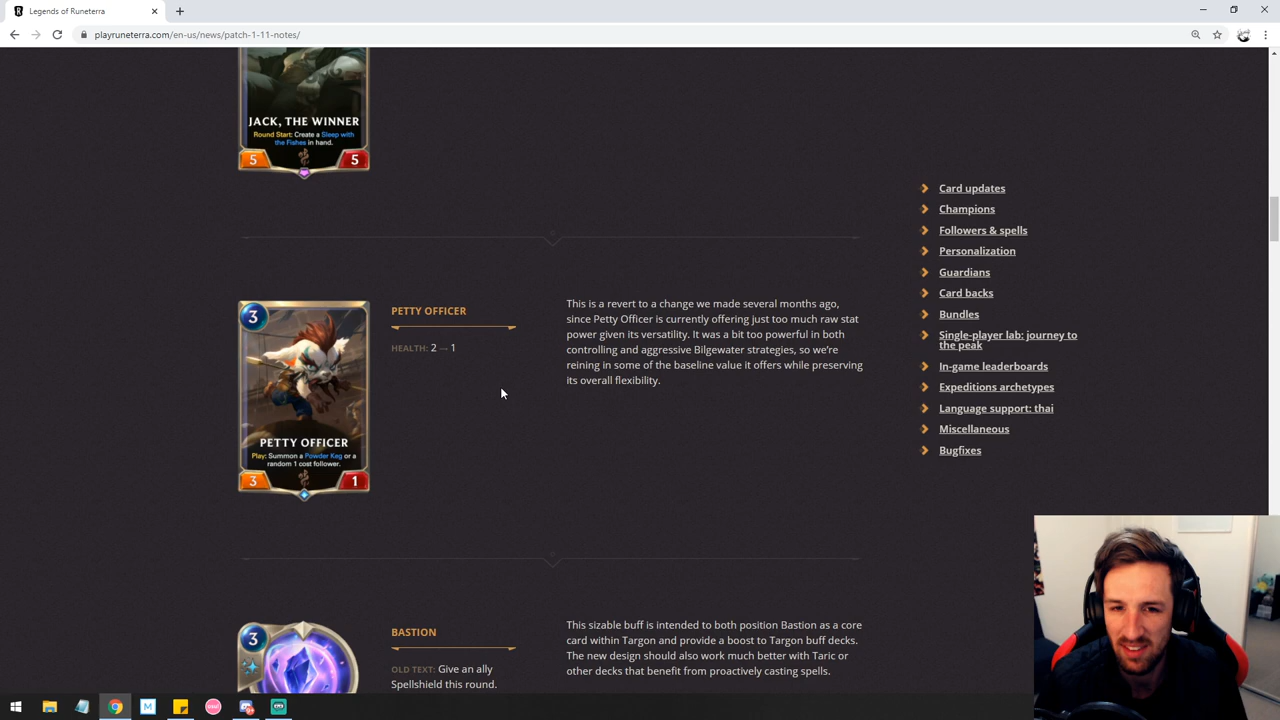 Legends of Runeterra
playruneterra.com/en-us/news/patch-1-11-notes/
JACK, THE WINNER
Round Start: Create a Sleep with
the Fishes in hand.
5
5
Card updates
Champions
Followers & spells
Personalization
Guardians
Card backs
Bundles
Single-player lab: journey to
the peak
In-game leaderboards
Expeditions archetypes
Language support: thai
Miscellaneous
Bugfixes
3
PETTY OFFICER
Play: Summon a Powder Keg or a
random 1 cost follower.
3
1
PETTY OFFICER
HEALTH: 2 → 1
This is a revert to a change we made several months ago,
since Petty Officer is currently offering just too much raw stat
power given its versatility. It was a bit too powerful in both
controlling and aggressive Bilgewater strategies, so we're
reining in some of the baseline value it offers while preserving
its overall flexibility.
3
BASTION
OLD TEXT: Give an ally
Spellshield this round.
This sizable buff is intended to both position Bastion as a core
card within Targon and provide a boost to Targon buff decks.
The new design should also work much better with Taric or
other decks that benefit from proactively casting spells.
M